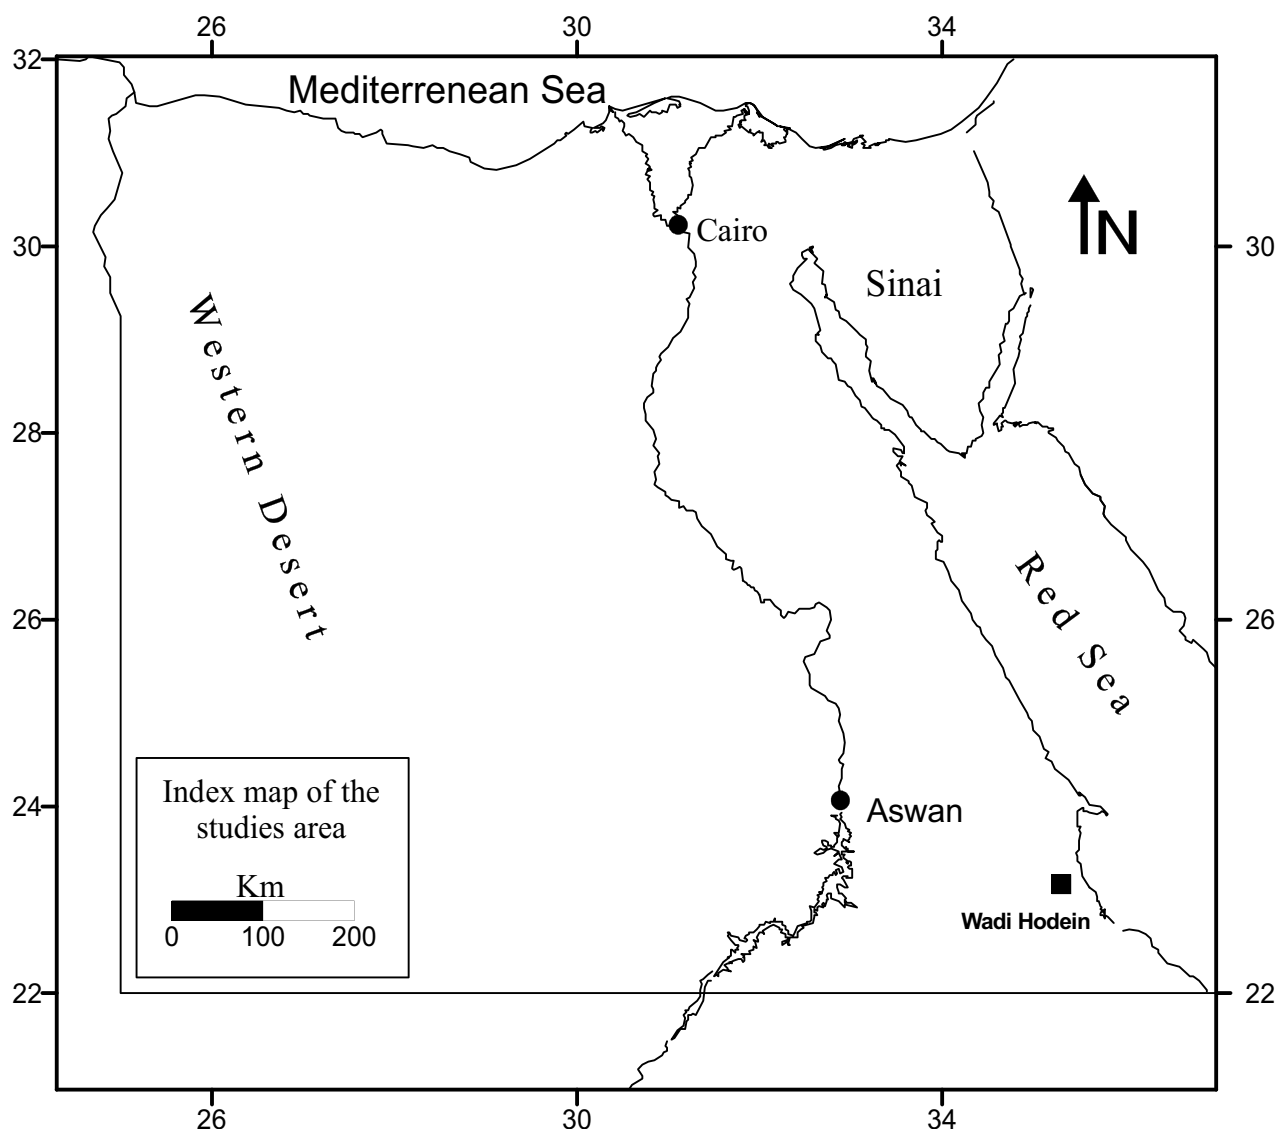 26 30 34
32
Mediterrenean Sea
N
Cairo
30 30
Sinai
Western Desert
28
Red Sea
26 26
Index map of the
studies area
24
Aswan
Km
0 100 200
Wadi Hodein
22 22
26 30 34